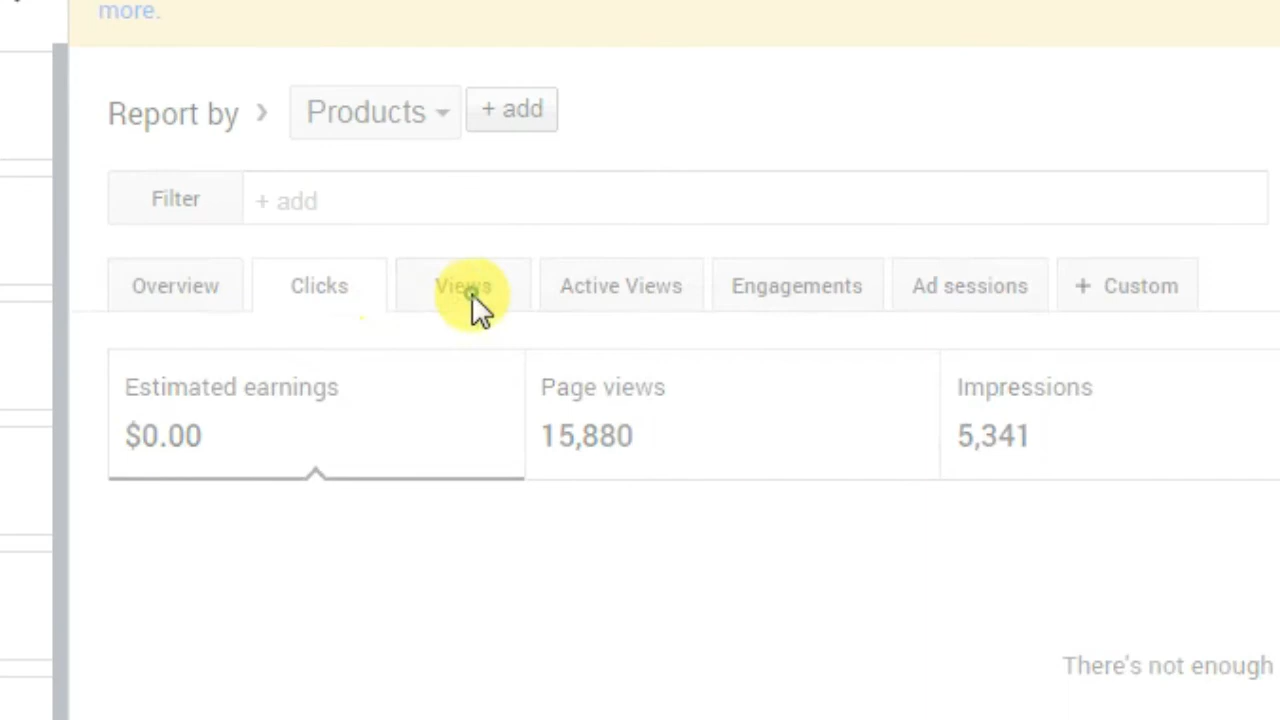 more.
Report by › Products + add
Filter + add
Overview Clicks Views Active Views Engagements Ad sessions + Custom
Estimated earnings Page views Impressions
$0.00 15,880 5,341
There's not enough